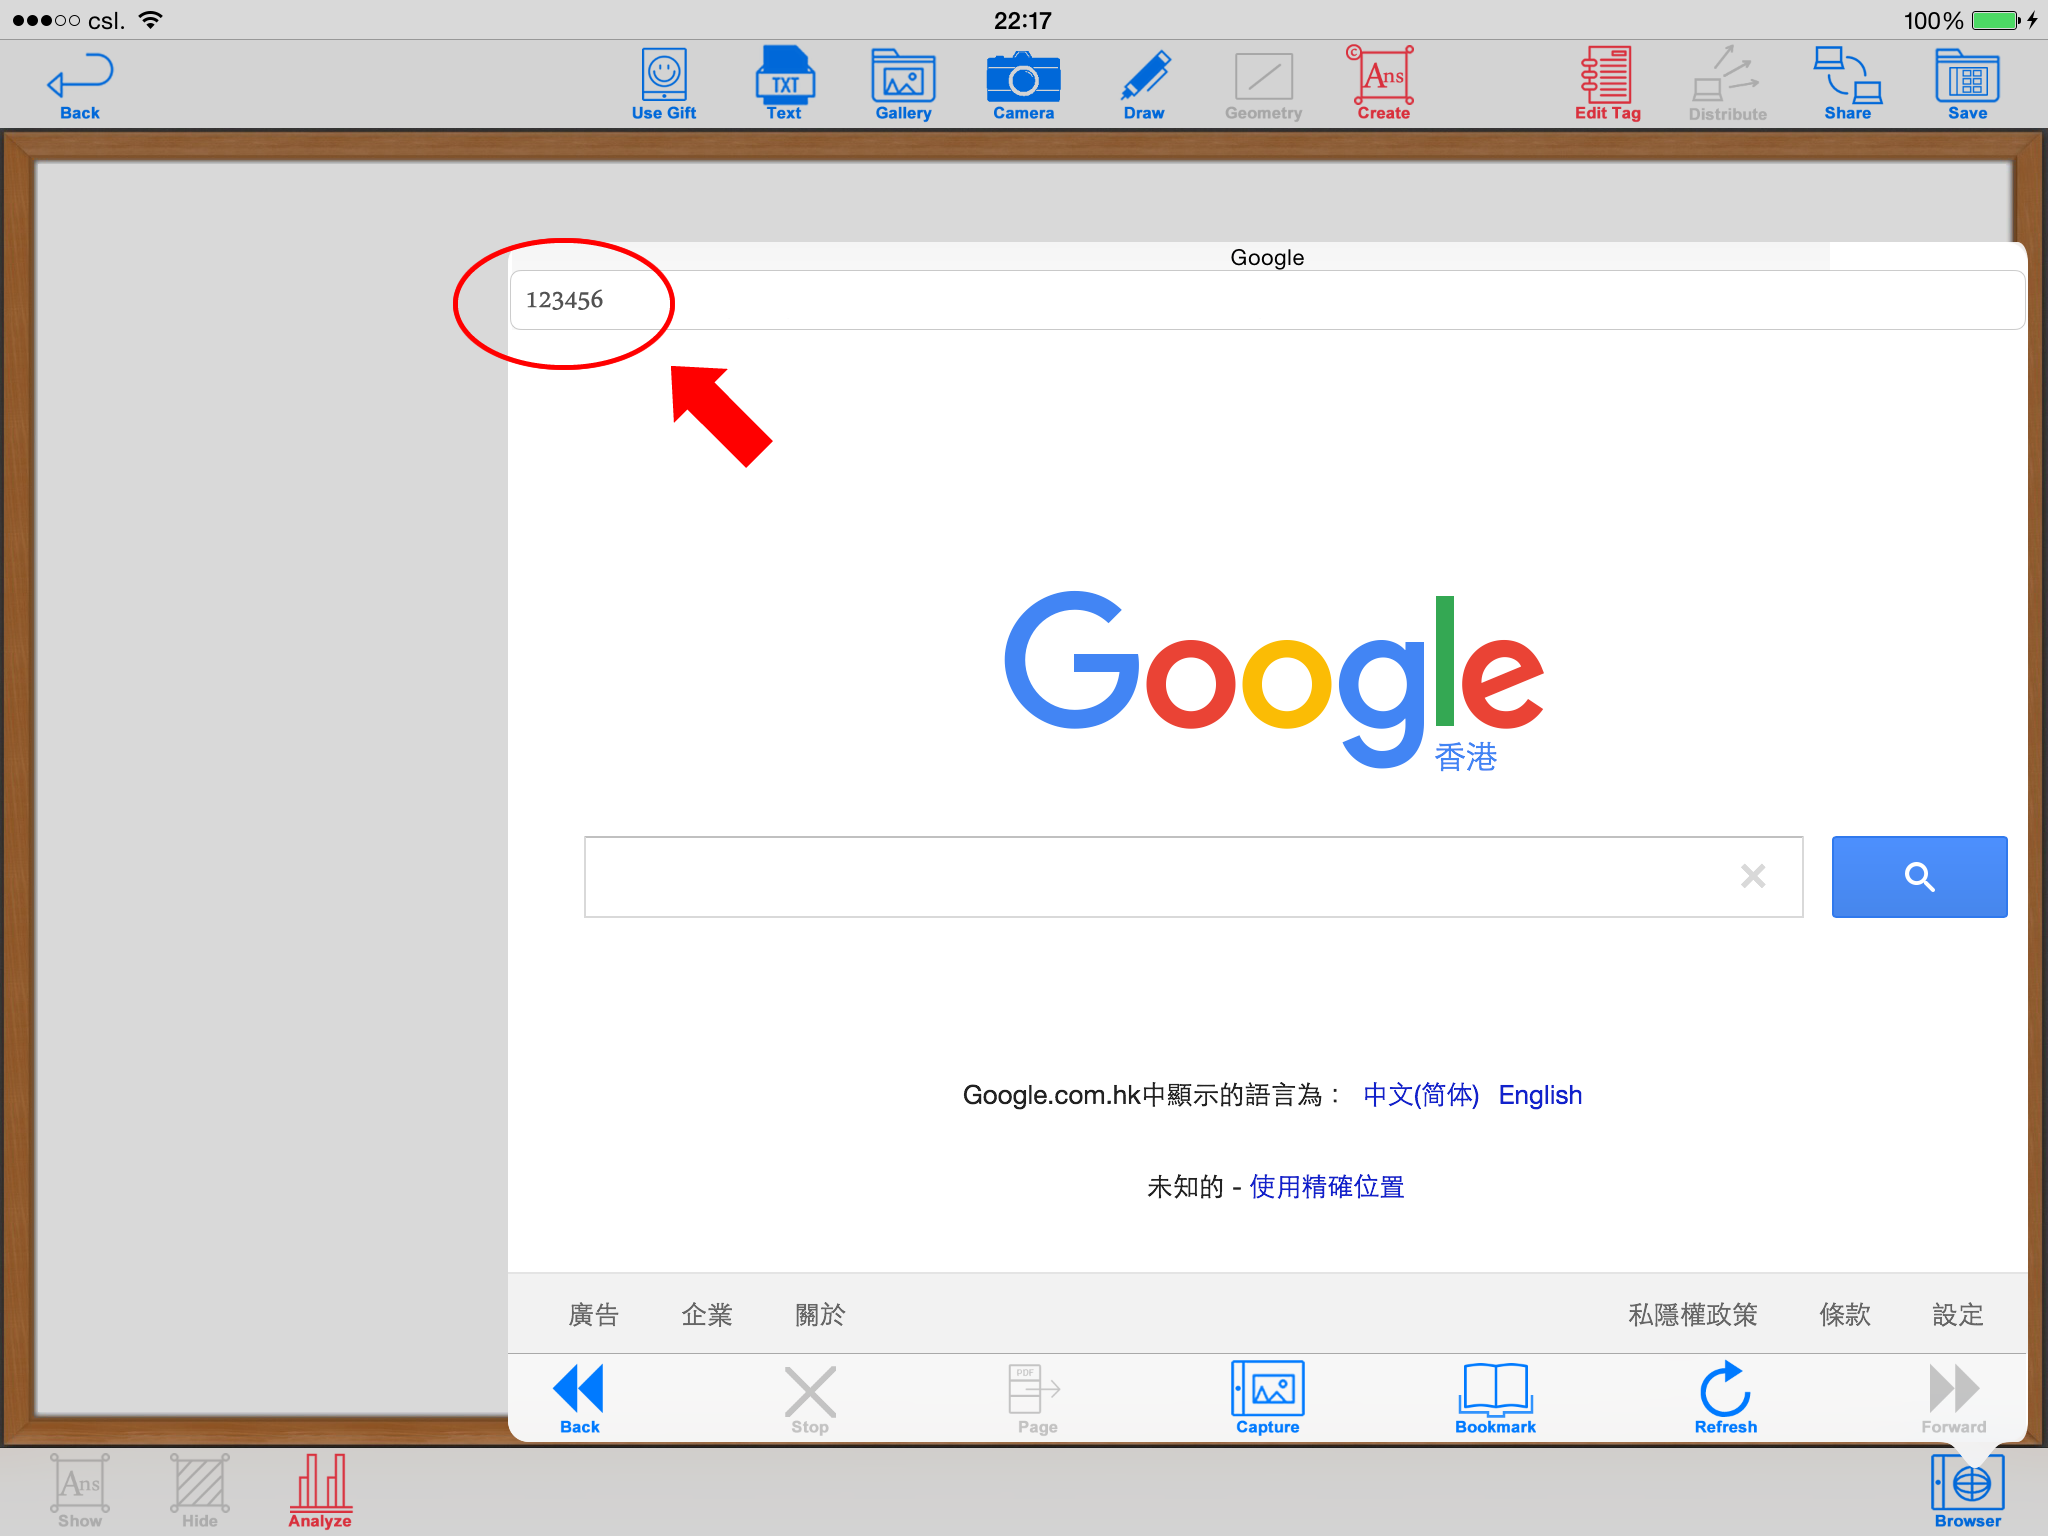 csl.
22:17
100%
Back
Use Gift
TXT
Text
Gallery
Camera
Draw
Geometry
C
Ans
Create
Edit Tag
Distribute
Share
Save
Google
123456
Google
香港
Google.com.hk中顯示的語言為： 中文(简体) English
未知的 - 使用精確位置
廣告 企業 關於 私隱權政策 條款 設定
Back
Stop
PDF
Page
Capture
Bookmark
Refresh
Forward
Ans
Show
Hide
Analyze
Browser